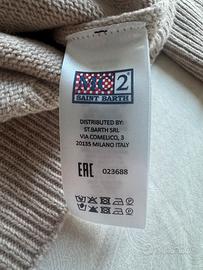 MC2
SAINT BARTH
DISTRIBUTED BY:
ST.BARTH SRL
VIA COMELICO, 3
20135 MILANO ITALY
EAC 023688